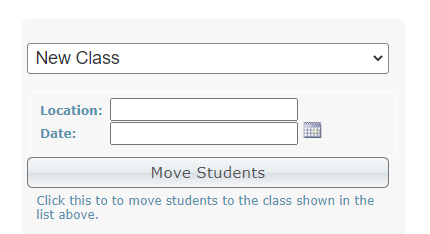 New Class
Location:
Date:
Move Students
Click this to to move students to the class shown in the
list above.